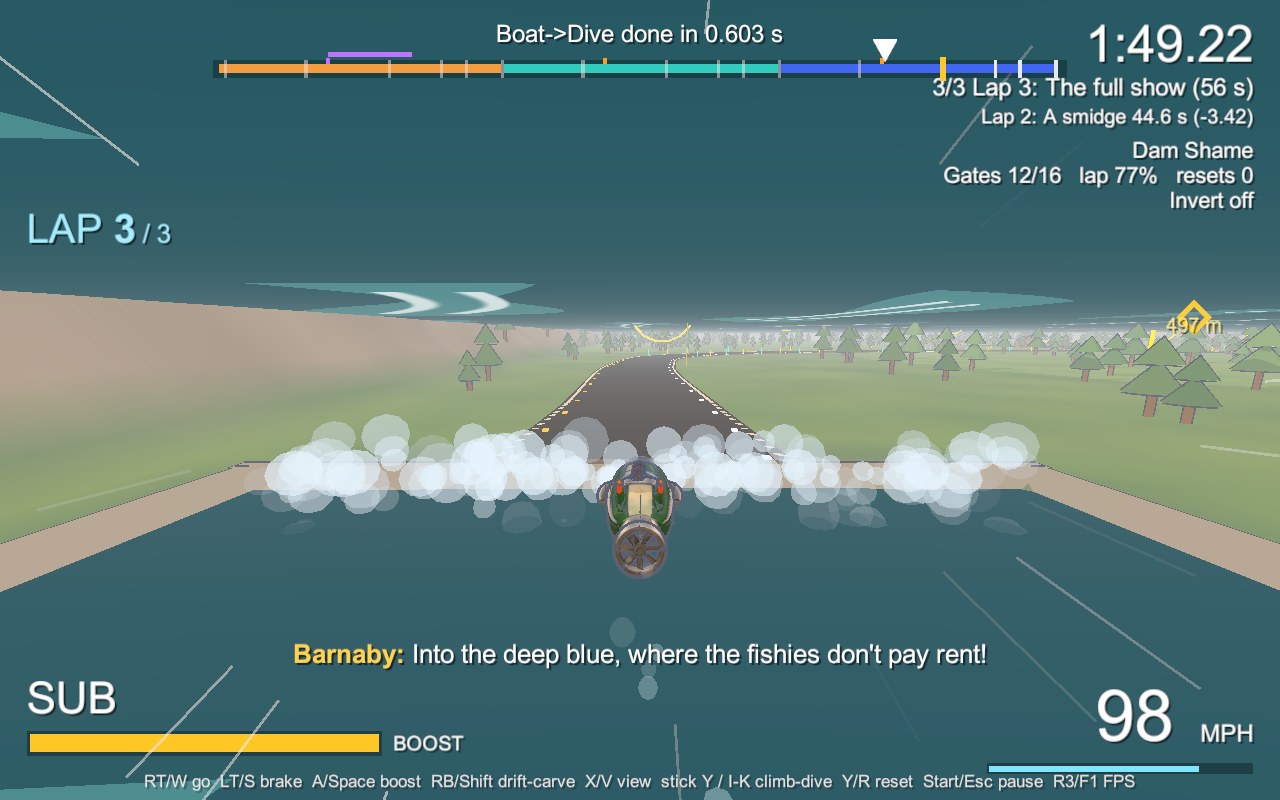 Boat->Dive done in 0.603 s
1:49.22
3/3 Lap 3: The full show (56 s)
Lap 2: A smidge 44.6 s (-3.42)
Dam Shame
Gates 12/16 lap 77% resets 0
Invert off
LAP 3 / 3
497 m
Barnaby: Into the deep blue, where the fishies don't pay rent!
SUB
BOOST
98 MPH
RT/W go LT/S brake A/Space boost RB/Shift drift-carve X/V view stick Y / I-K climb-dive Y/R reset Start/Esc pause R3/F1 FPS